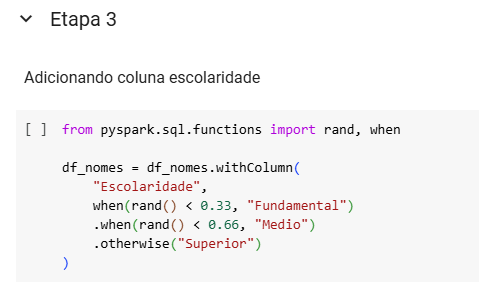 Etapa 3
Adicionando coluna escolaridade
[ ] from pyspark.sql.functions import rand, when
df_nomes = df_nomes.withColumn(
"Escolaridade",
when(rand() < 0.33, "Fundamental")
.when(rand() < 0.66, "Medio")
.otherwise("Superior")
)